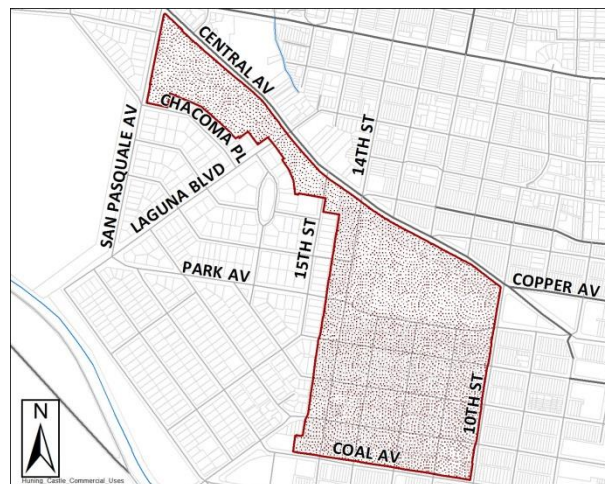 CENTRAL AV
CHACOMA PL
SAN PASQUALE AV
LAGUNA BLVD
14TH ST
15TH ST
PARK AV
COPPER AV
10TH ST
COAL AV
N
Huning_Castle_Commercial_Uses